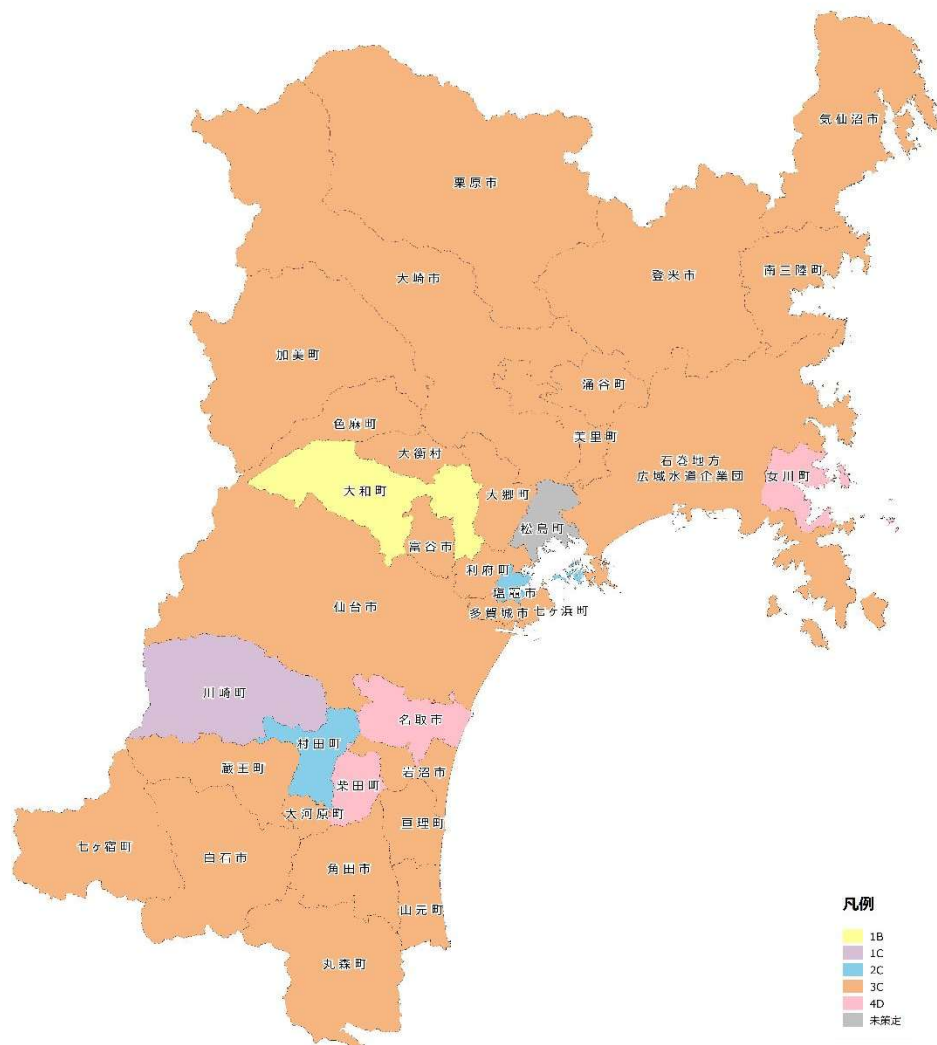 気仙沼市
栗原市
南三陸町
登米市
大崎市
加美町
涌谷町
色麻町
美里町
大衡村
石巻地方
広域水道企業団
女川町
大和町
大郷町
松島町
富谷市
利府町
塩竈市
仙台市
多賀城市
七ヶ浜町
川崎町
名取市
村田町
蔵王町
岩沼市
柴田町
大河原町
亘理町
七ヶ宿町
白石市
角田市
山元町
丸森町
凡例
1B
1C
2C
3C
4D
未策定